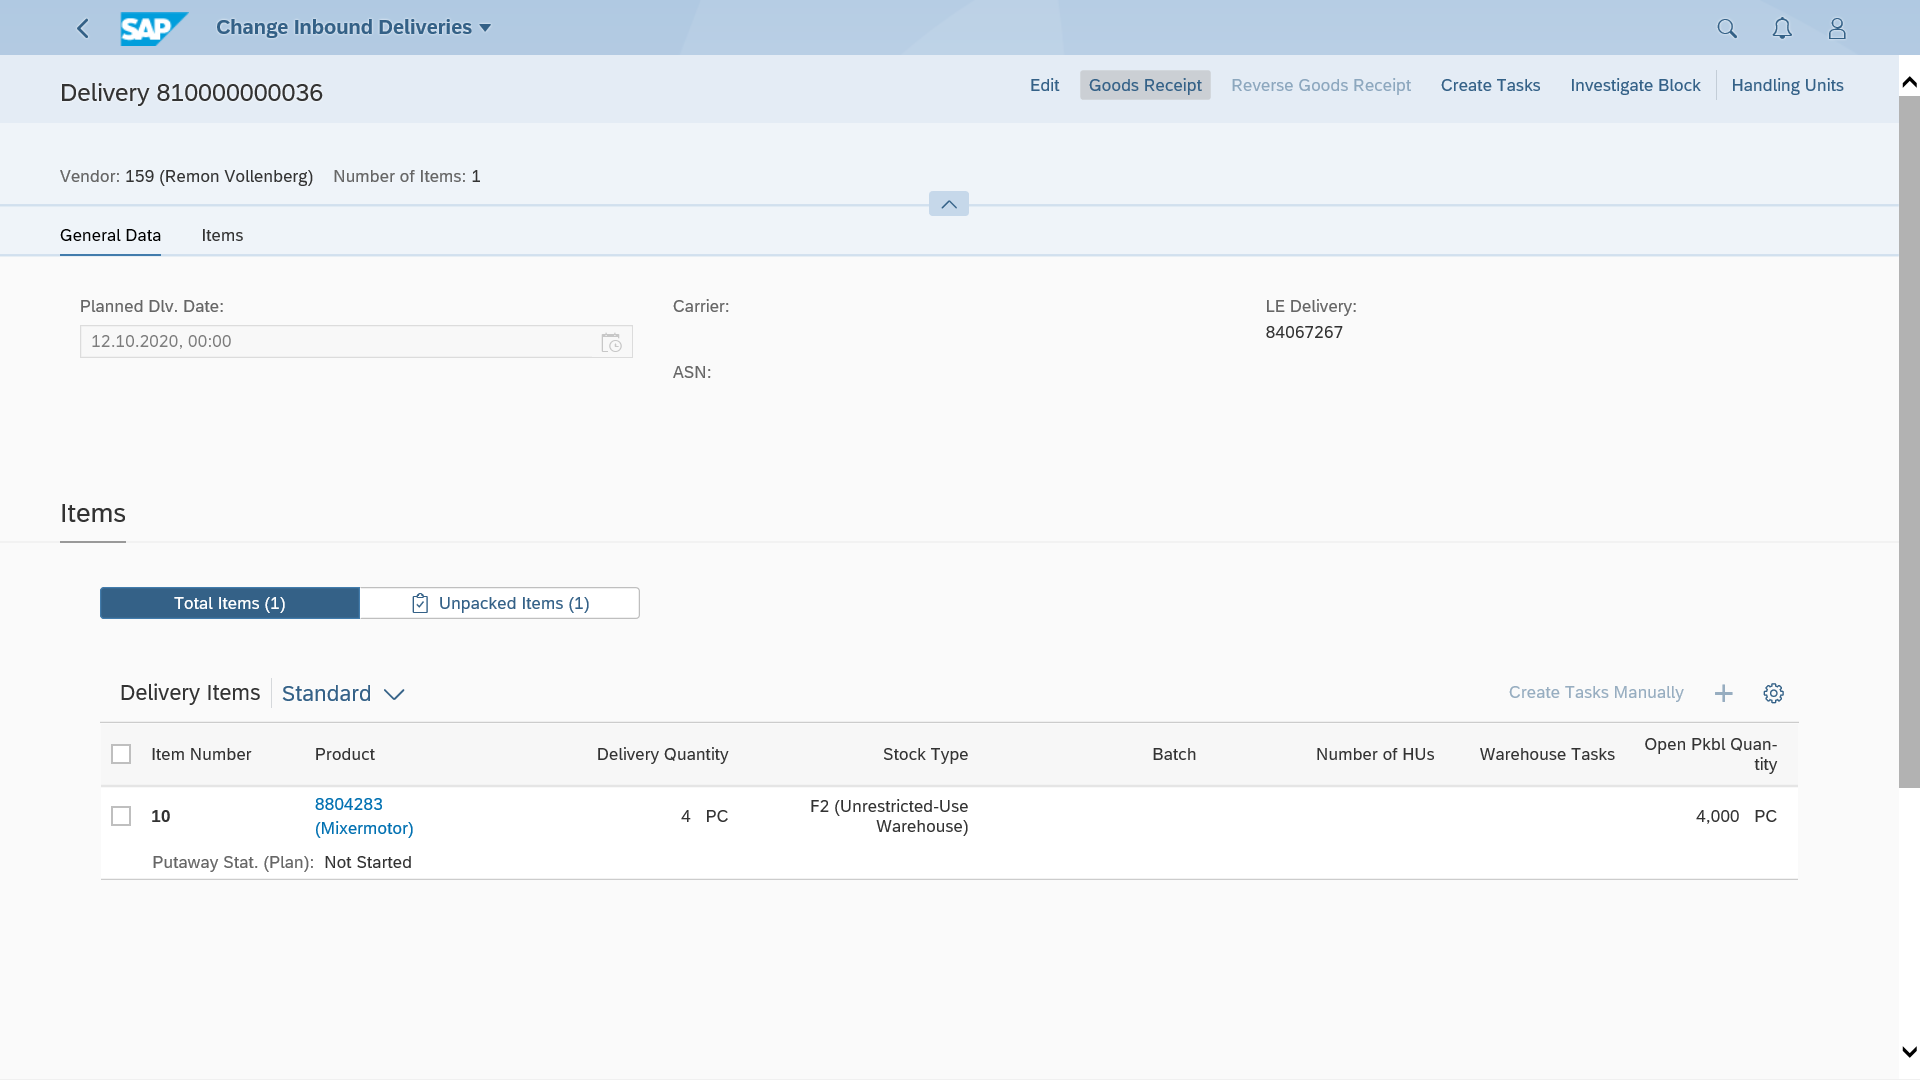 SAP Change Inbound Deliveries
Delivery 810000000036
Edit Goods Receipt Reverse Goods Receipt Create Tasks Investigate Block Handling Units
Vendor: 159 (Remon Vollenberg) Number of Items: 1
General Data Items
Planned Dlv. Date: Carrier: LE Delivery:
12.10.2020, 00:00 84067267
ASN:
Items
Total Items (1) Unpacked Items (1)
Delivery Items Standard Create Tasks Manually
Item Number Product Delivery Quantity Stock Type Batch Number of HUs Warehouse Tasks Open Pkbl Quan-
tity
10 8804283 4 PC F2 (Unrestricted-Use 4,000 PC
(Mixermotor) Warehouse)
Putaway Stat. (Plan): Not Started